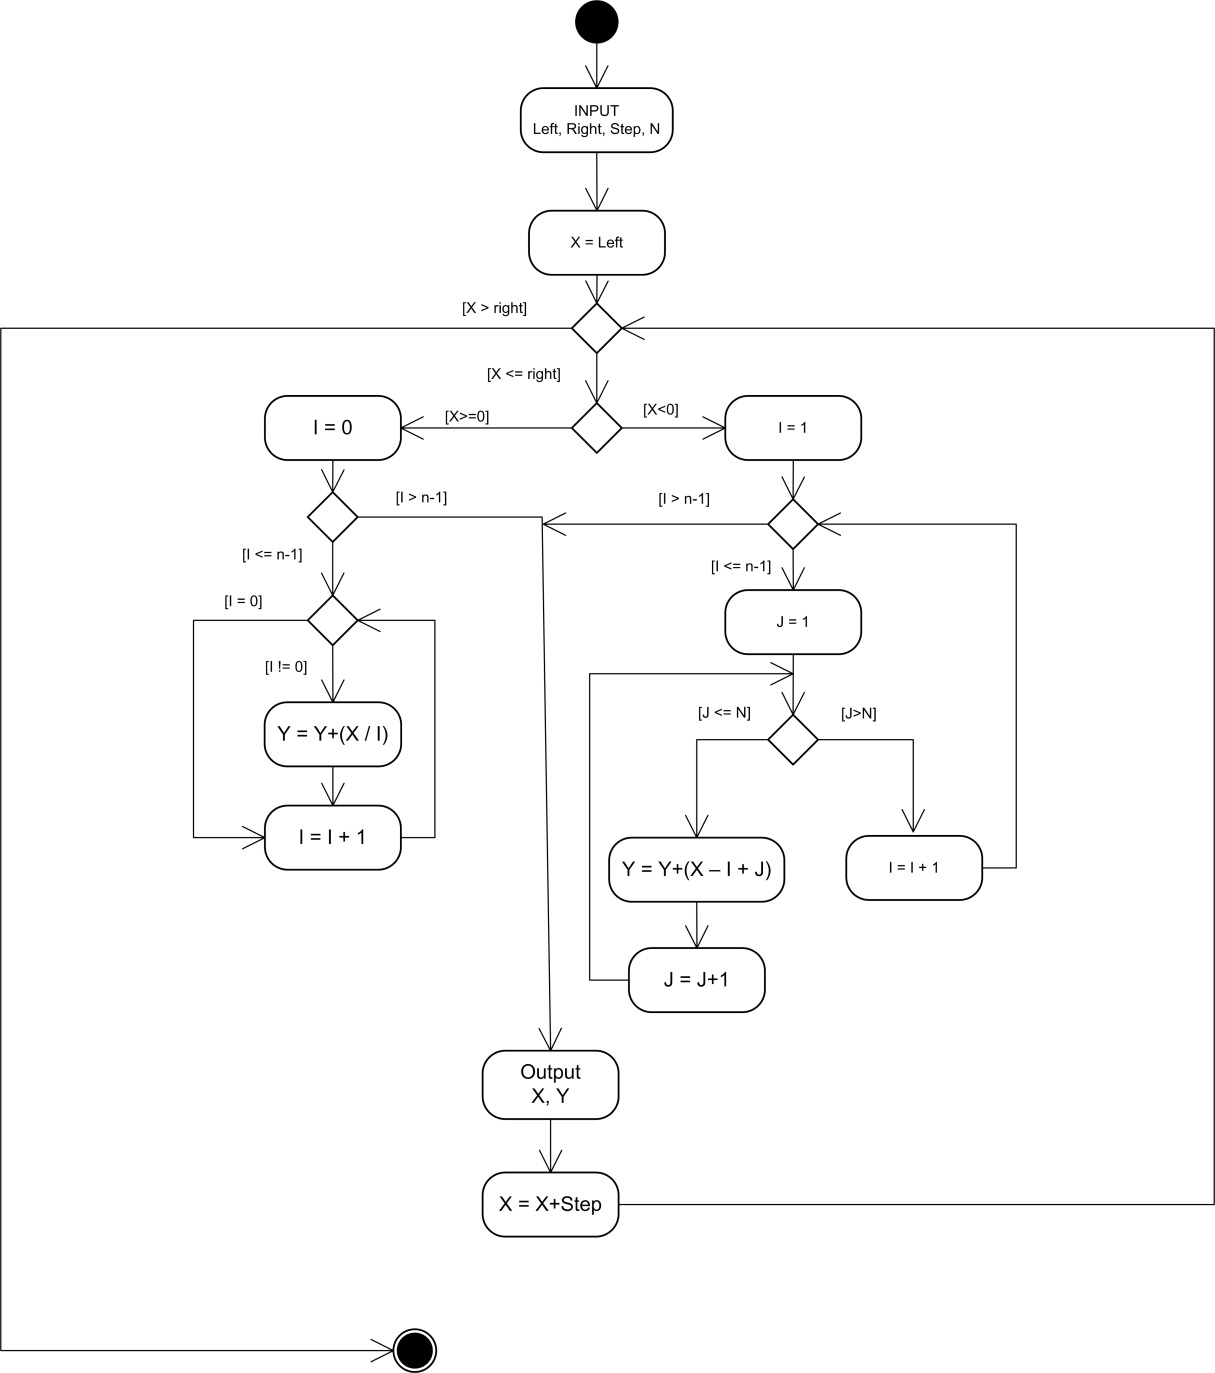 INPUT
Left, Right, Step, N
X = Left
[X > right]
[X <= right]
[X>=0]
[X<0]
I = 0
I = 1
[I > n-1]
[I > n-1]
[I <= n-1]
[I <= n-1]
[I = 0]
J = 1
[I != 0]
[J <= N]
[J>N]
Y = Y+(X / I)
I = I + 1
Y = Y+(X – I + J)
I = I + 1
J = J+1
Output
X, Y
X = X+Step